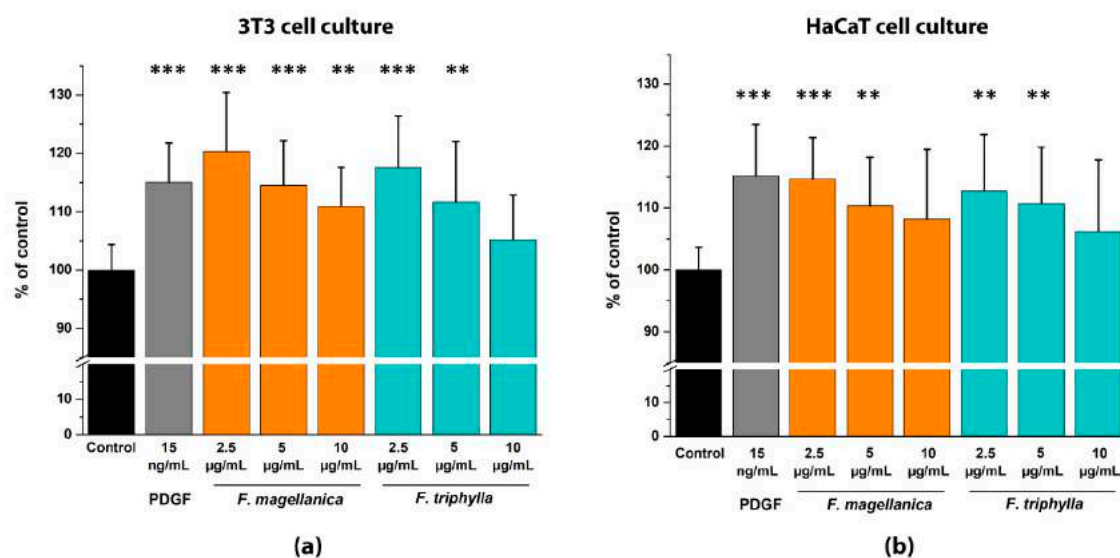 3T3 cell culture
% of control
130
120
110
100
90
10
0
*** *** *** ** *** **
Control 15 2.5 5 10 2.5 5 10
ng/mL µg/mL µg/mL µg/mL µg/mL µg/mL µg/mL
PDGF F. magellanica F. triphylla
(a)
HaCaT cell culture
% of control
130
120
110
100
90
10
0
*** *** ** ** **
Control 15 2.5 5 10 2.5 5 10
ng/mL µg/mL µg/mL µg/mL µg/mL µg/mL µg/mL
PDGF F. magellanica F. triphylla
(b)